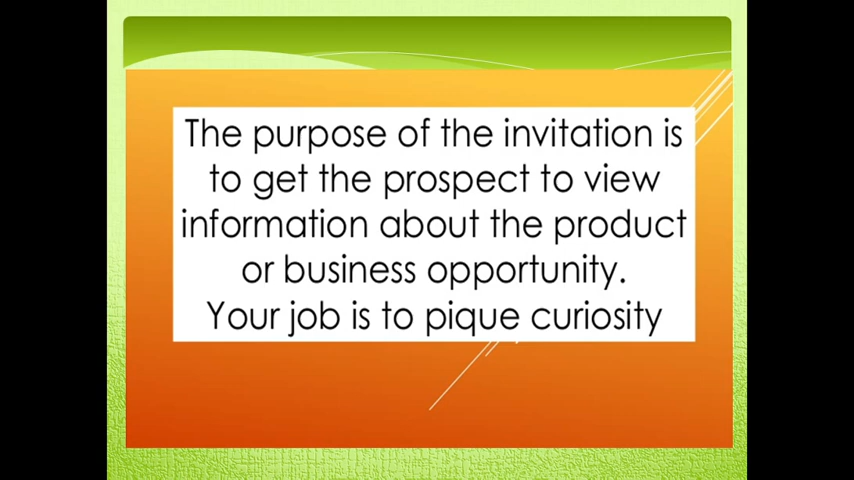 The purpose of the invitation is
to get the prospect to view
information about the product
or business opportunity.
Your job is to pique curiosity